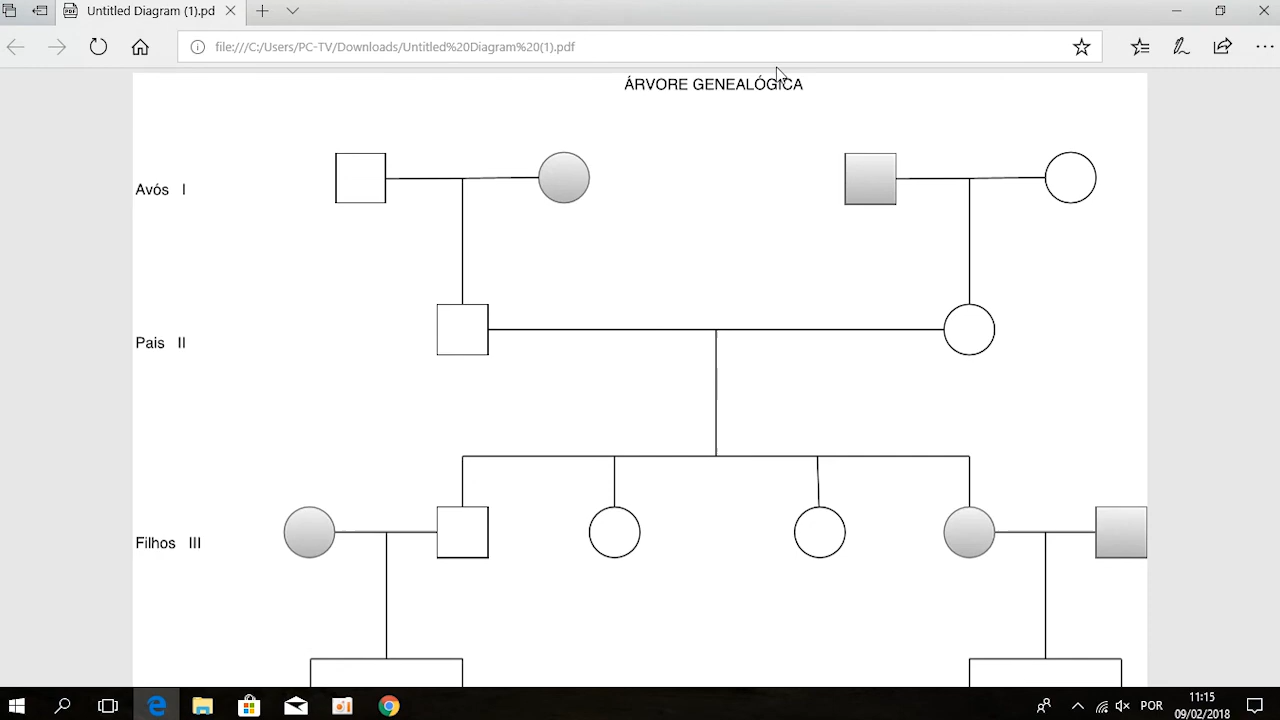 Untitled Diagram (1).pd
file:///C:/Users/PC-TV/Downloads/Untitled%20Diagram%20(1).pdf
ÁRVORE GENEALÓGICA
Avós I
Pais II
Filhos III
POR
11:15
09/02/2018